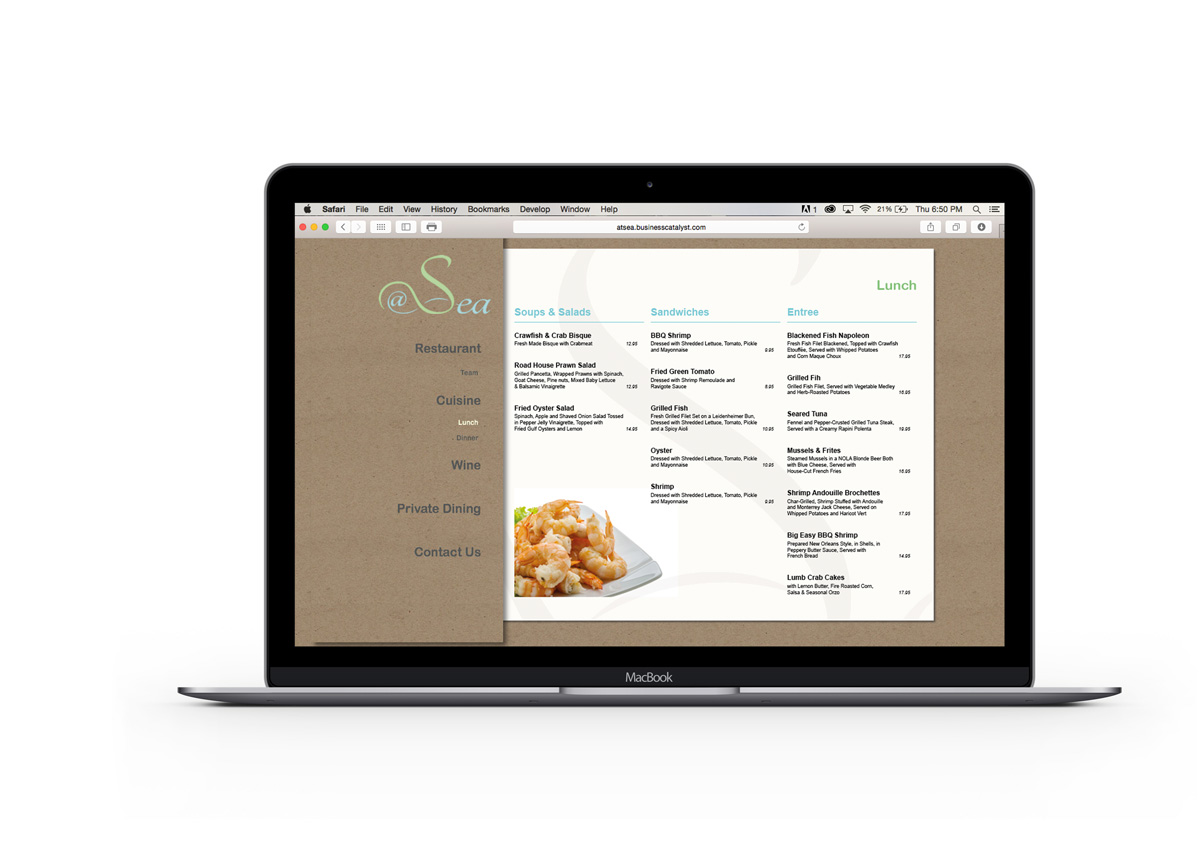 Safari File Edit View History Bookmarks Develop Window Help 1 21% Thu 6:50 PM
atsea.businesscatalyst.com
@Sea
Restaurant
Team
Cuisine
Lunch
Dinner
Wine
Private Dining
Contact Us
Lunch
Soups & Salads
Crawfish & Crab Bisque
Fresh Made Bisque with Crabmeat 12.95
Road House Prawn Salad
Grilled Pancetta, Wrapped Prawns with Spinach,
Goat Cheese, Pine nuts, Mixed Baby Lettuce
& Balsamic Vinaigrette 12.95
Fried Oyster Salad
Spinach, Apple and Shaved Onion Salad Tossed
in Pepper Jelly Vinaigrette, Topped with
Fried Gulf Oysters and Lemon 14.95
Sandwiches
BBQ Shrimp
Dressed with Shredded Lettuce, Tomato, Pickle
and Mayonnaise 9.95
Fried Green Tomato
Dressed with Shrimp Remoulade and
Ravigote Sauce 8.95
Grilled Fish
Fresh Grilled Filet Set on a Leidenheimer Bun,
Dressed with Shredded Lettuce, Tomato, Pickle
and a Spicy Aioli 10.95
Oyster
Dressed with Shredded Lettuce, Tomato, Pickle
and Mayonnaise 10.95
Shrimp
Dressed with Shredded Lettuce, Tomato, Pickle
and Mayonnaise 9.95
Entree
Blackened Fish Napoleon
Fresh Fish Filet Blackened, Topped with Crawfish
Etouffée, Served with Whipped Potatoes
and Corn Maque Choux 17.95
Grilled Fih
Grilled Fish Filet, Served with Vegetable Medley
and Herb-Roasted Potatoes 16.95
Seared Tuna
Fennel and Pepper-Crusted Grilled Tuna Steak,
Served with a Creamy Rapini Polenta 19.95
Mussels & Frites
Steamed Mussels in a NOLA Blonde Beer Both
with Blue Cheese, Served with
House-Cut French Fries 15.95
Shrimp Andouille Brochettes
Char-Grilled, Shrimp Stuffed with Andouille
and Monterrey Jack Cheese, Served on
Whipped Potatoes and Haricot Vert 17.95
Big Easy BBQ Shrimp
Prepared New Orleans Style, in Shells, in
Peppery Butter Sauce, Served with
French Bread 14.95
Lumb Crab Cakes
with Lemon Butter, Fire Roasted Corn,
Salsa & Seasonal Orzo 17.95
MacBook